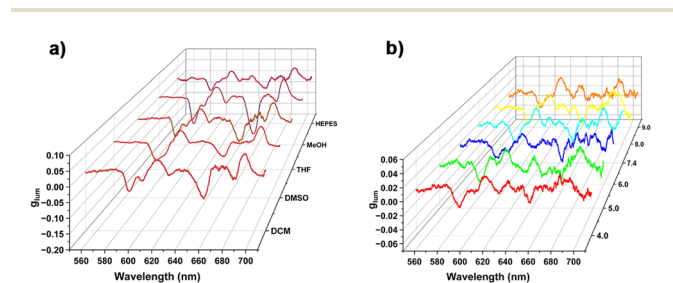 a)
0.10
0.05
0.00
−0.05
−0.10
−0.15
−0.20
glum
560 580 600 620 640 660 680 700
Wavelength (nm)
DCM
DMSO
THF
MeOH
HEPES
b)
0.06
0.04
0.02
0.00
−0.02
−0.04
−0.06
glum
560 580 600 620 640 660 680 700
Wavelength (nm)
4.0
5.0
6.0
7.4
8.0
9.0